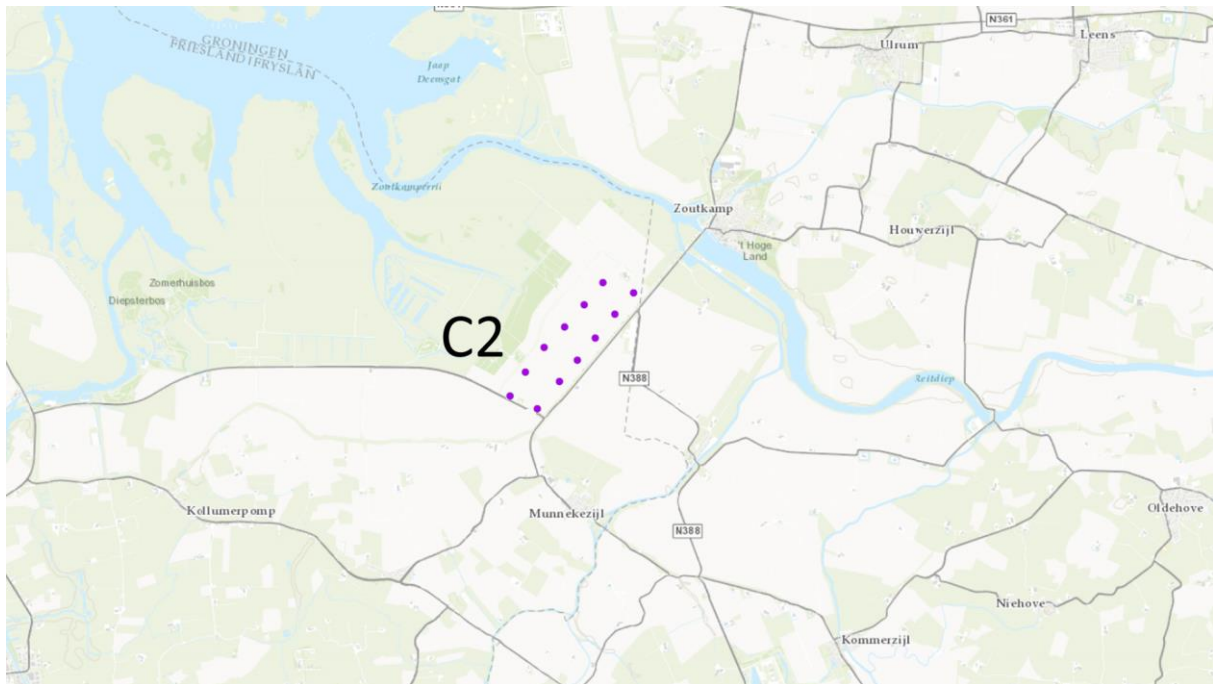 GRONINGEN
FRIESLAND (FRYSLÂN)
Jaap
Deemgat
N361
Ulrum
Leens
Zoutkamperril
Zoutkamp
't Hoge
Land
Houwerzijl
Zomerhuisbos
Diepsterbos
C2
N388
Reitdiep
Kollumerpomp
Munnekezijl
N388
Oldehove
Niehove
Kommerzijl